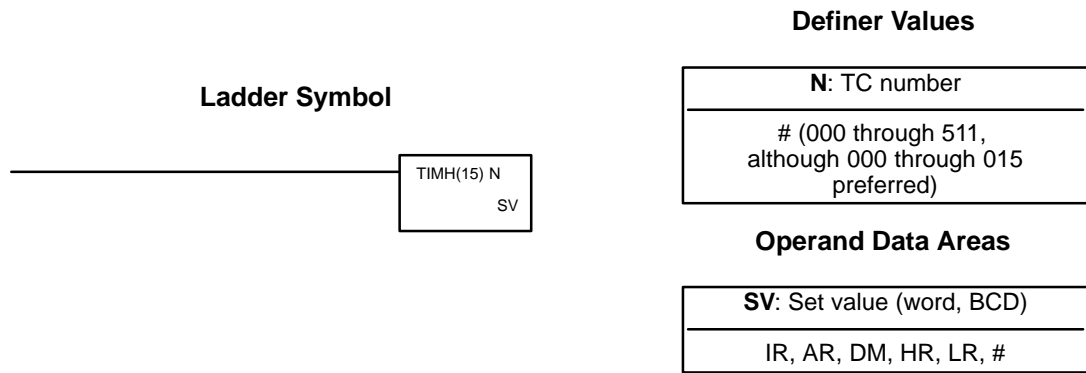 Ladder Symbol
TIMH(15) N
SV
Definer Values
N: TC number
# (000 through 511,
although 000 through 015
preferred)
Operand Data Areas
SV: Set value (word, BCD)
IR, AR, DM, HR, LR, #